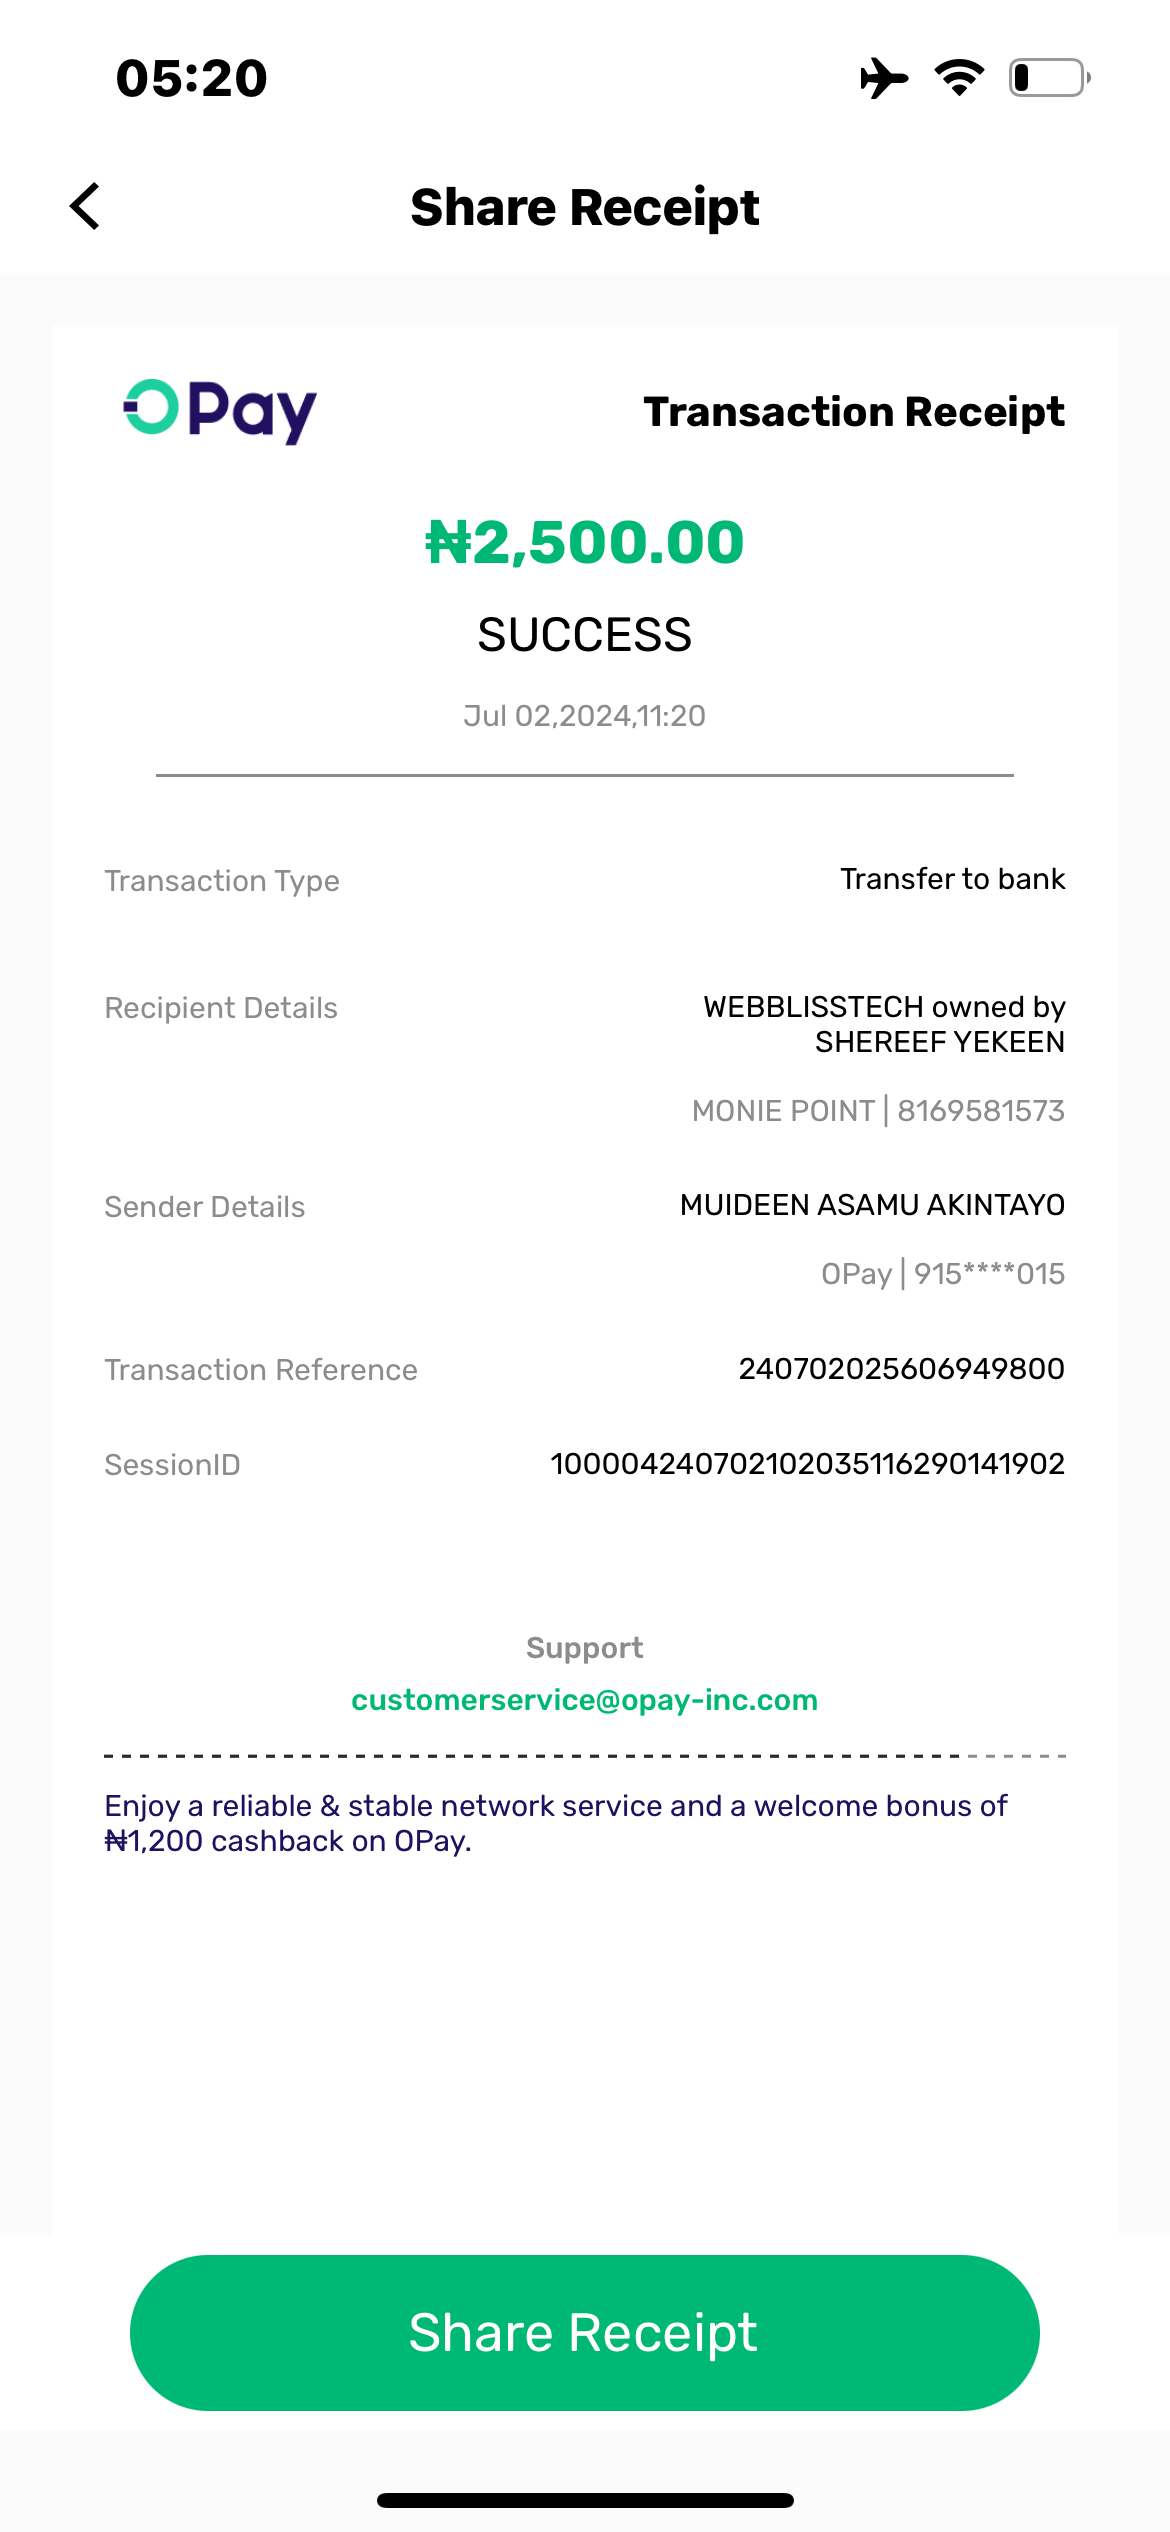 05:20
Share Receipt
OPay
Transaction Receipt
₦2,500.00
SUCCESS
Jul 02,2024,11:20
Transaction Type
Transfer to bank
Recipient Details
WEBBLISSTECH owned by
SHEREEF YEKEEN
MONIE POINT | 8169581573
Sender Details
MUIDEEN ASAMU AKINTAYO
OPay | 915****015
Transaction Reference
240702025606949800
SessionID
100004240702102035116290141902
Support
customerservice@opay-inc.com
Enjoy a reliable & stable network service and a welcome bonus of
₦1,200 cashback on OPay.
Share Receipt